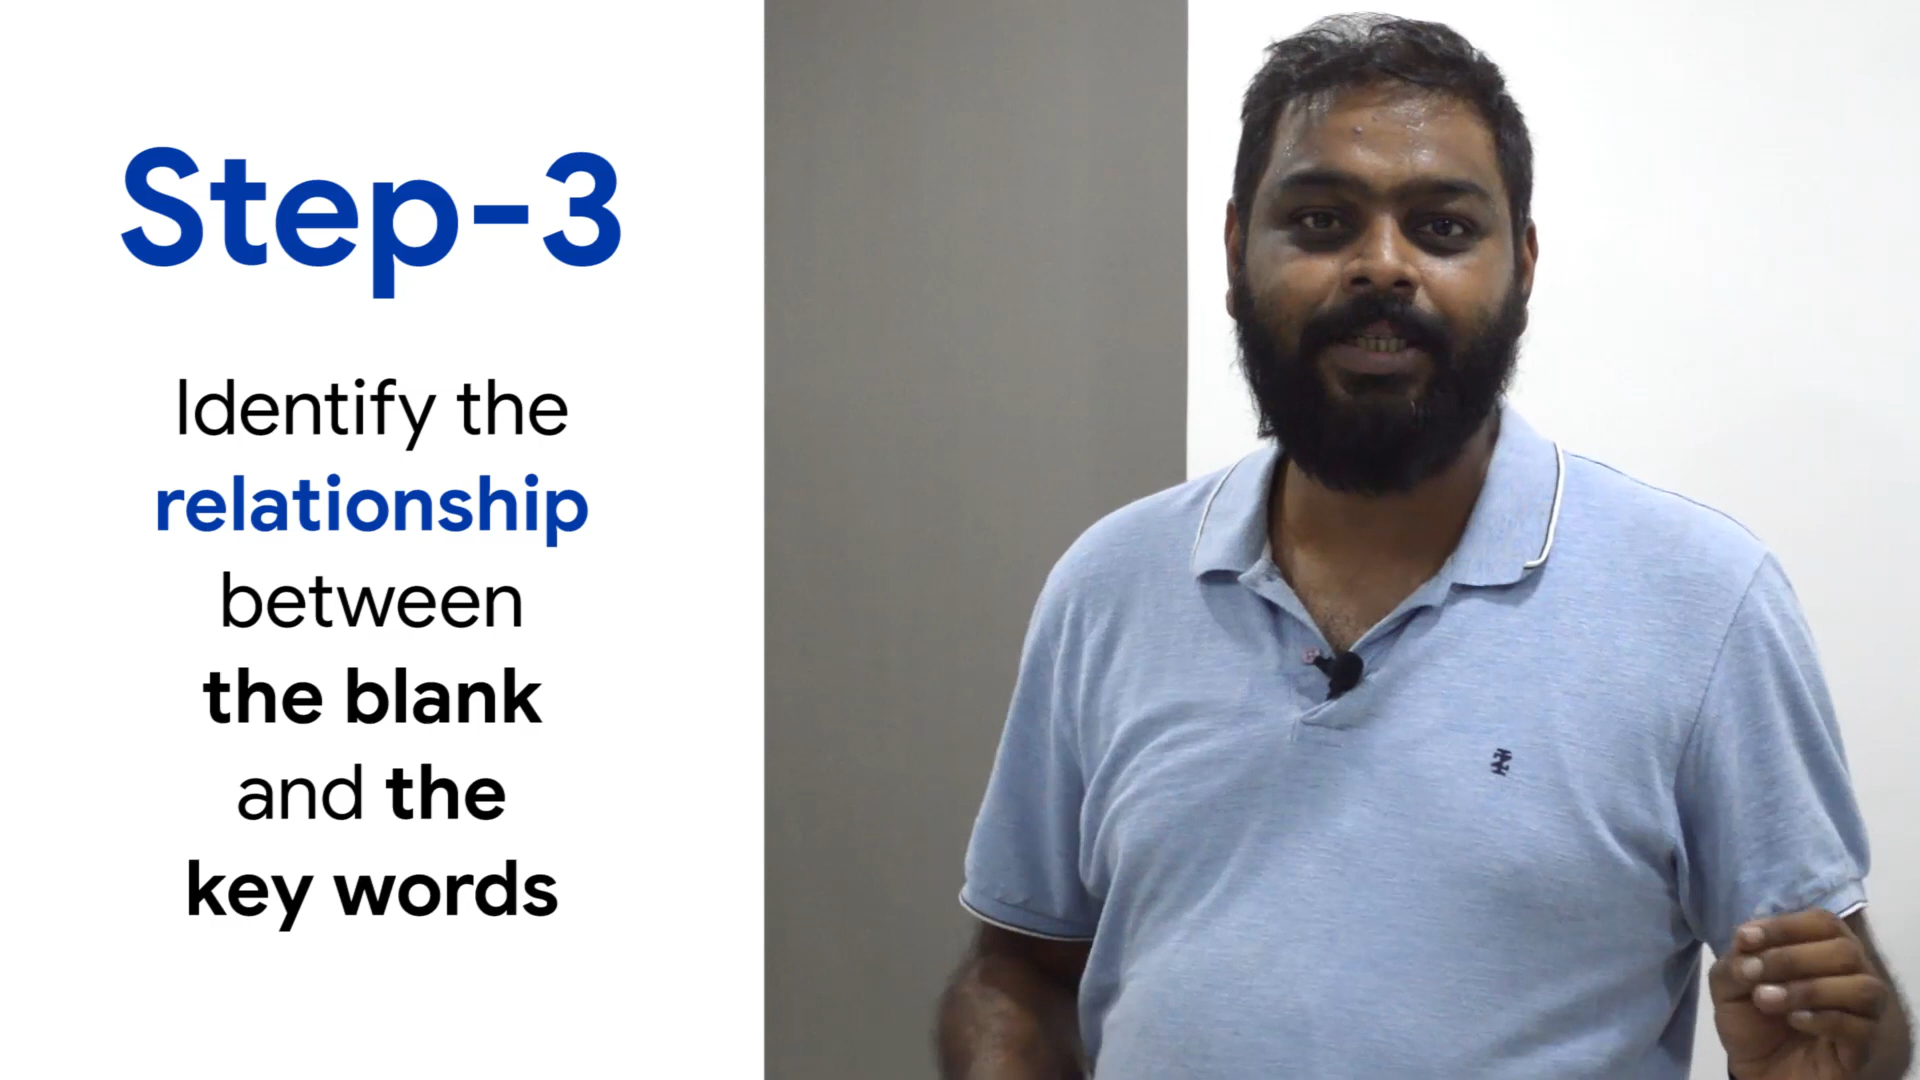 Step-3
Identify the
relationship
between
the blank
and the
key words